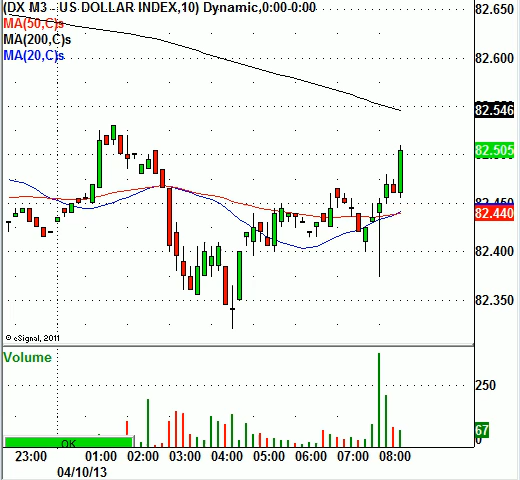 (DX M3 - US DOLLAR INDEX,10) Dynamic,0:00-0:00
MA(50,C)s
MA(200,C)s
MA(20,C)s
82.650
82.600
82.546
82.505
82.450
82.440
82.400
82.350
© eSignal, 2011
Volume
250
67
0
OK
23:00 01:00 02:00 03:00 04:00 05:00 06:00 07:00 08:00
04/10/13